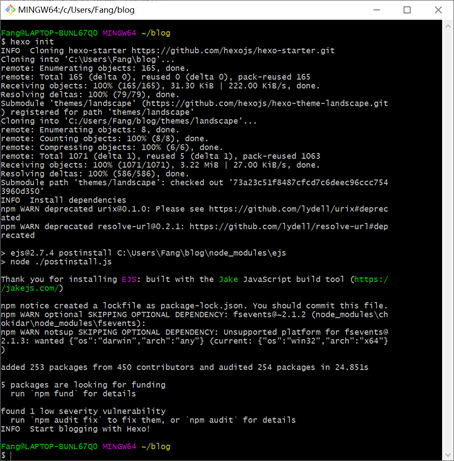 MINGW64:/c/Users/Fang/blog
Fang@LAPTOP-BUNL67QO MINGW64 ~/blog
$ hexo init
INFO  Cloning hexo-starter https://github.com/hexojs/hexo-starter.git
Cloning into 'C:\Users\Fang\blog'...
remote: Enumerating objects: 165, done.
remote: Total 165 (delta 0), reused 0 (delta 0), pack-reused 165
Receiving objects: 100% (165/165), 31.30 KiB | 222.00 KiB/s, done.
Resolving deltas: 100% (79/79), done.
Submodule 'themes/landscape' (https://github.com/hexojs/hexo-theme-landscape.git
) registered for path 'themes/landscape'
Cloning into 'C:/Users/Fang/blog/themes/landscape'...
remote: Enumerating objects: 8, done.
remote: Counting objects: 100% (8/8), done.
remote: Compressing objects: 100% (6/6), done.
remote: Total 1071 (delta 1), reused 5 (delta 1), pack-reused 1063
Receiving objects: 100% (1071/1071), 3.22 MiB | 27.00 KiB/s, done.
Resolving deltas: 100% (586/586), done.
Submodule path 'themes/landscape': checked out '73a23c51f8487cfcd7c6deec96ccc754
3960d350'
INFO  Install dependencies
npm WARN deprecated urix@0.1.0: Please see https://github.com/lydell/urix#deprec
ated
npm WARN deprecated resolve-url@0.2.1: https://github.com/lydell/resolve-url#dep
recated

> ejs@2.7.4 postinstall C:\Users\Fang\blog\node_modules\ejs
> node ./postinstall.js

Thank you for installing EJS: built with the Jake JavaScript build tool (https:/
/jakejs.com/)

npm notice created a lockfile as package-lock.json. You should commit this file.
npm WARN optional SKIPPING OPTIONAL DEPENDENCY: fsevents@~2.1.2 (node_modules\ch
okidar\node_modules\fsevents):
npm WARN notsup SKIPPING OPTIONAL DEPENDENCY: Unsupported platform for fsevents@
2.1.3: wanted {"os":"darwin","arch":"any"} (current: {"os":"win32","arch":"x64"}
)

added 253 packages from 450 contributors and audited 254 packages in 24.851s

5 packages are looking for funding
  run `npm fund` for details

found 1 low severity vulnerability
  run `npm audit fix` to fix them, or `npm audit` for details
INFO  Start blogging with Hexo!

Fang@LAPTOP-BUNL67QO MINGW64 ~/blog
$